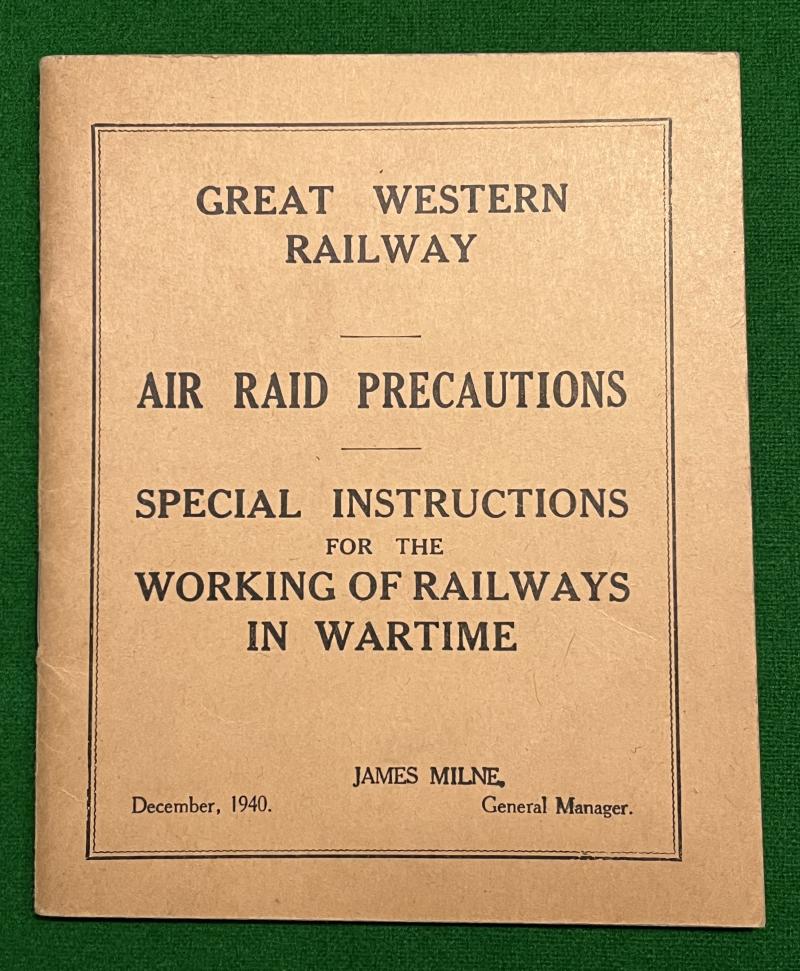 GREAT WESTERN
RAILWAY
AIR RAID PRECAUTIONS
SPECIAL INSTRUCTIONS
FOR THE
WORKING OF RAILWAYS
IN WARTIME
JAMES MILNE,
December, 1940. General Manager.